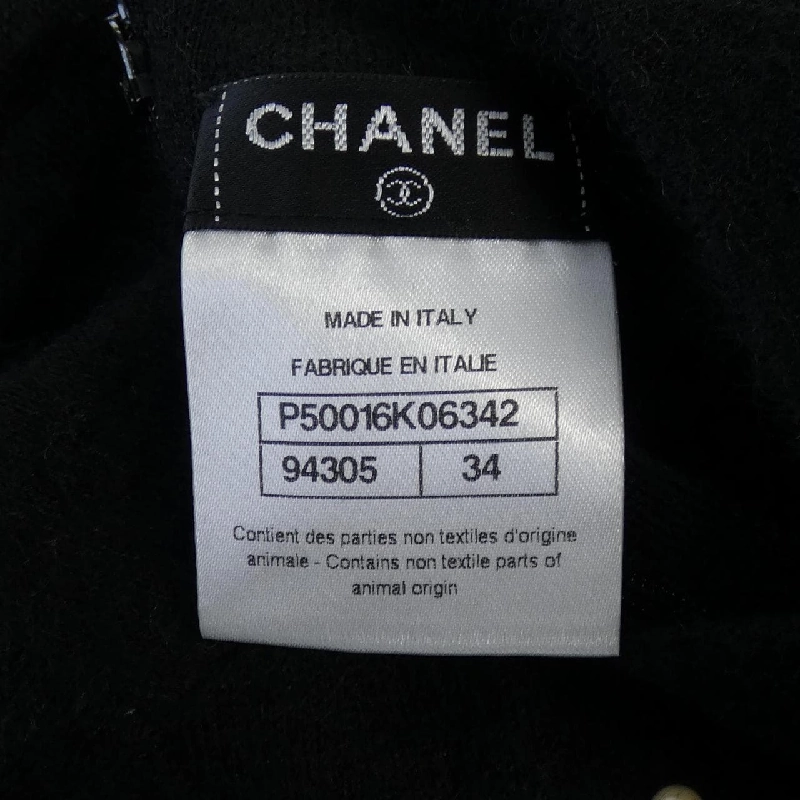 CHANEL
MADE IN ITALY
FABRIQUE EN ITALIE
P50016K06342
94305 34
Contient des parties non textiles d'origine
animale - Contains non textile parts of
animal origin